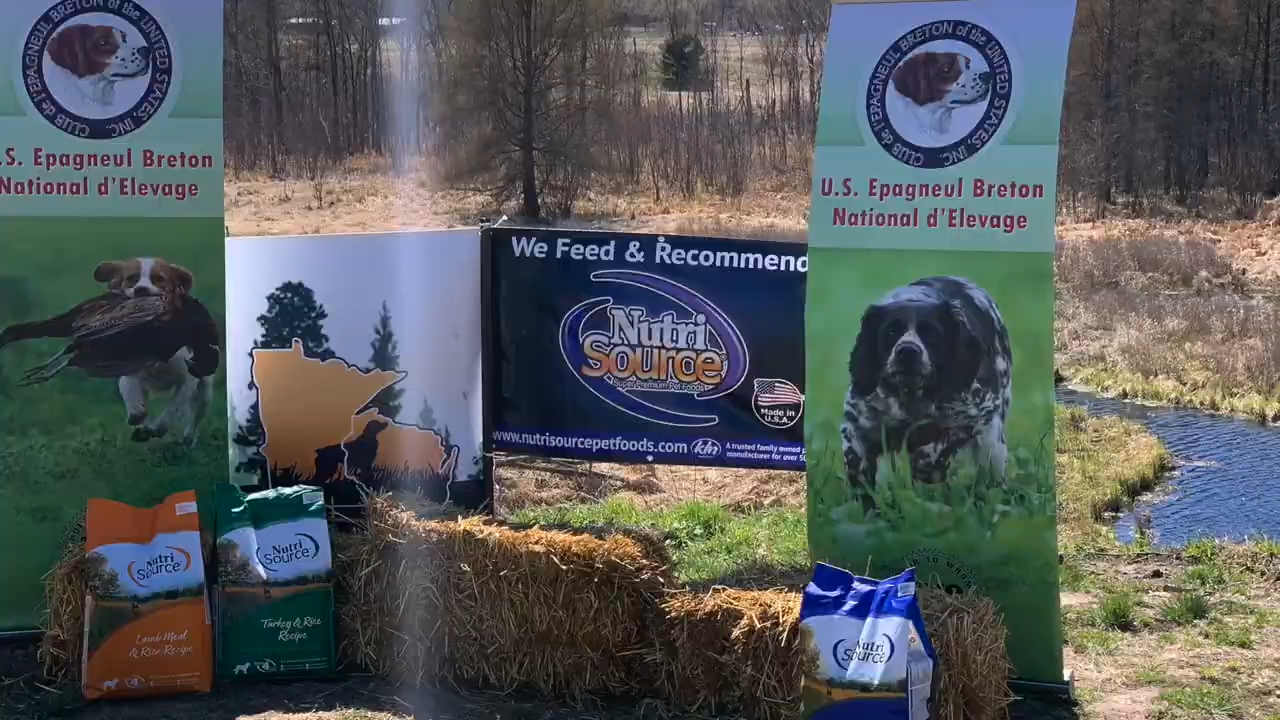 CLUB de l'EPAGNEUL BRETON of the UNITED STATES, INC.
U.S. Epagneul Breton
National d'Elevage
We Feed & Recommend
Nutri
Source
Super Premium Pet Foods
Made in
U.S.A.
www.nutrisourcepetfoods.com
kln
A trusted family owned
manufacturer for over
CLUB de l'EPAGNEUL BRETON of the UNITED STATES, INC.
U.S. Epagneul Breton
National d'Elevage
Nutri
Source
Lamb Meal
& Rice Recipe
Nutri
Source
Turkey & Rice
Recipe
Nutri
Source